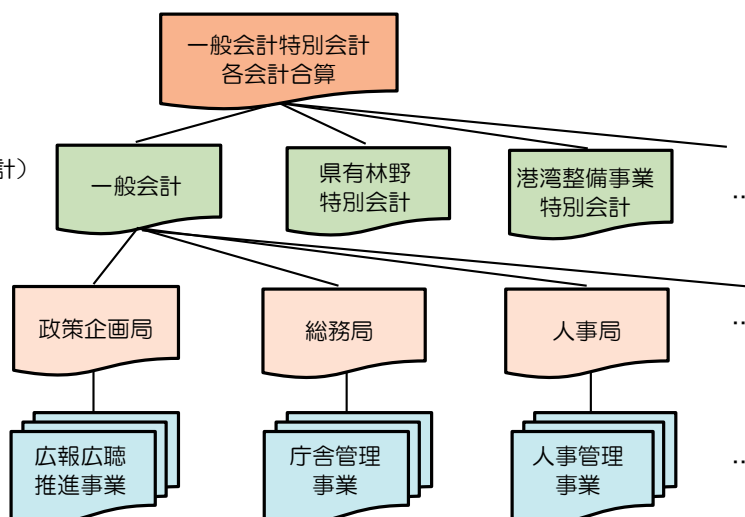 一般会計特別会計
各会計合算
計）
一般会計
県有林野
特別会計
港湾整備事業
特別会計
..
政策企画局
総務局
人事局
..
広報広聴
推進事業
庁舎管理
事業
人事管理
事業
..